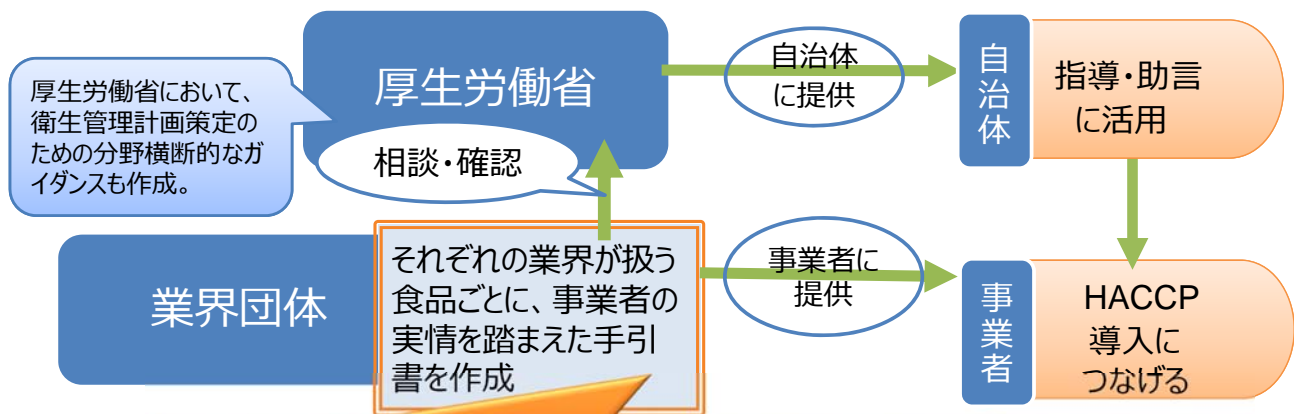 厚生労働省において、
衛生管理計画策定の
ための分野横断的なガ
イダンスも作成。
厚生労働省
相談・確認
自治体
に提供
自治体
指導・助言
に活用
業界団体
それぞれの業界が扱う
食品ごとに、事業者の
実情を踏まえた手引
書を作成
事業者に
提供
事業者
HACCP
導入に
つなげる